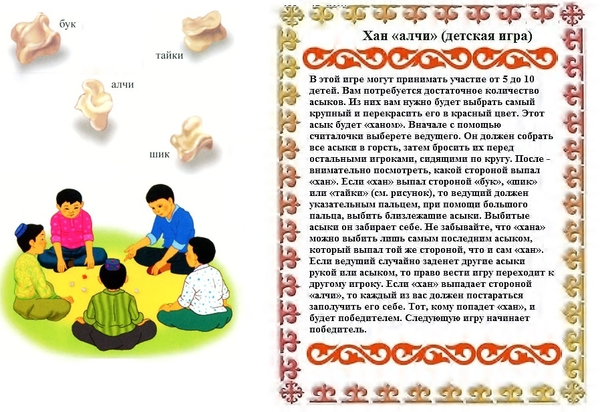 бук
тайки
алчи
шик
Хан «алчи» (детская игра)
В этой игре могут принимать участие от 5 до 10
детей. Вам потребуется достаточное количество
асыков. Из них вам нужно будет выбрать самый
крупный и перекрасить его в красный цвет. Этот
асык будет «ханом». Вначале с помощью
считалочки выберете ведущего. Он должен собрать
все асыки в горсть, затем бросить их перед
остальными игроками, сидящими по кругу. После -
внимательно посмотреть, какой стороной выпал
«хан». Если «хан» выпал стороной «бук», «шик»
или «тайки» (см. рисунок), то ведущий должен
указательным пальцем, при помощи большого
пальца, выбить близлежащие асыки. Выбитые
асыки он забирает себе. Не забывайте, что «хана»
можно выбить лишь самым последним асыком,
который выпал той же стороной, что и сам «хан».
Если ведущий случайно заденет другие асыки
рукой или асыком, то право вести игру переходит к
другому игроку. Если «хан» выпадает стороной
«алчи», то каждый из вас должен постараться
заполучить его себе. Тот, кому попадет «хан», и
будет победителем. Следующую игру начинает
победитель.